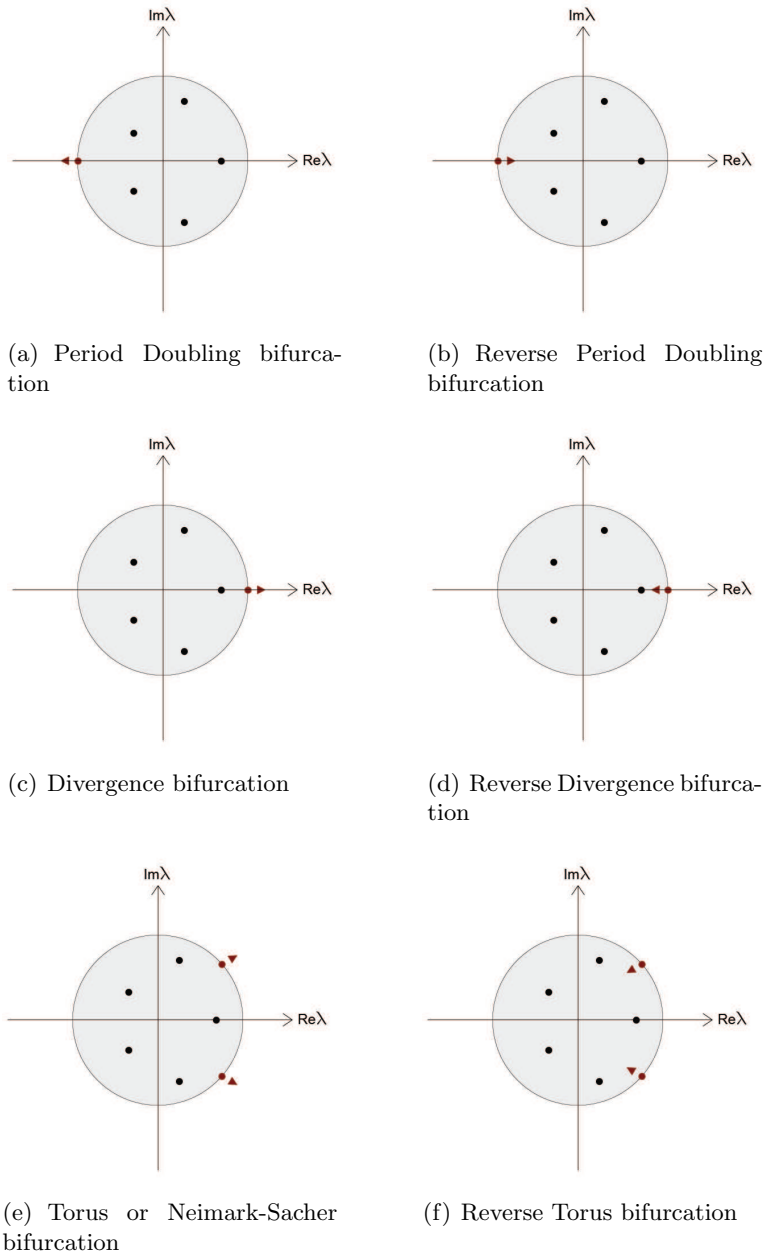 Imλ
Imλ
Reλ
Reλ
(a) Period Doubling bifurca-
tion
(b) Reverse Period Doubling
bifurcation
Imλ
Imλ
Reλ
Reλ
(c) Divergence bifurcation
(d) Reverse Divergence bifurca-
tion
Imλ
Imλ
Reλ
Reλ
(e) Torus or Neimark-Sacher
bifurcation
(f) Reverse Torus bifurcation